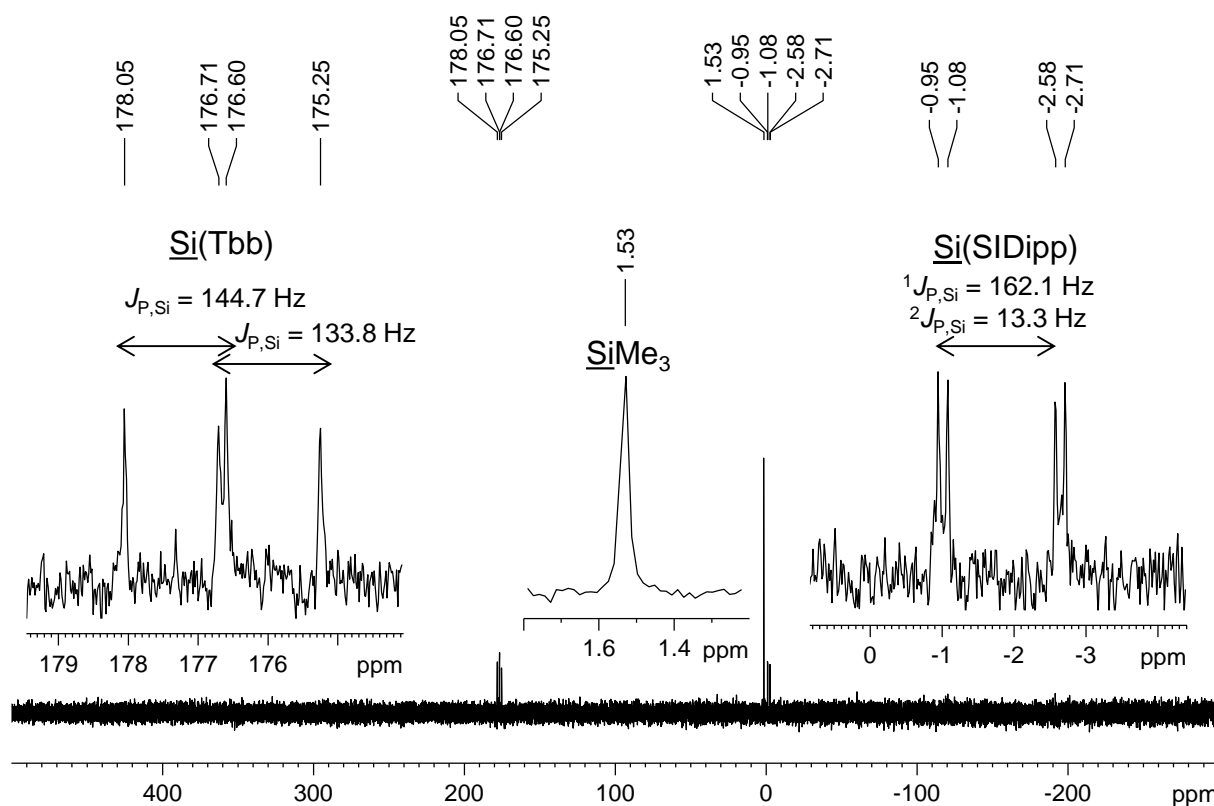 178.05
176.71
176.60
175.25
178.05
176.71
176.60
175.25
1.53
-0.95
-1.08
-2.58
-2.71
-0.95
-1.08
-2.58
-2.71
Si(Tbb)
J P,Si = 144.7 Hz
J P,Si = 133.8 Hz
1.53
SiMe3
Si(SIDipp)
1J P,Si = 162.1 Hz
2J P,Si = 13.3 Hz
179 178 177 176 ppm
1.6 1.4 ppm
0 -1 -2 -3 ppm
400 300 200 100 0 -100 -200 ppm